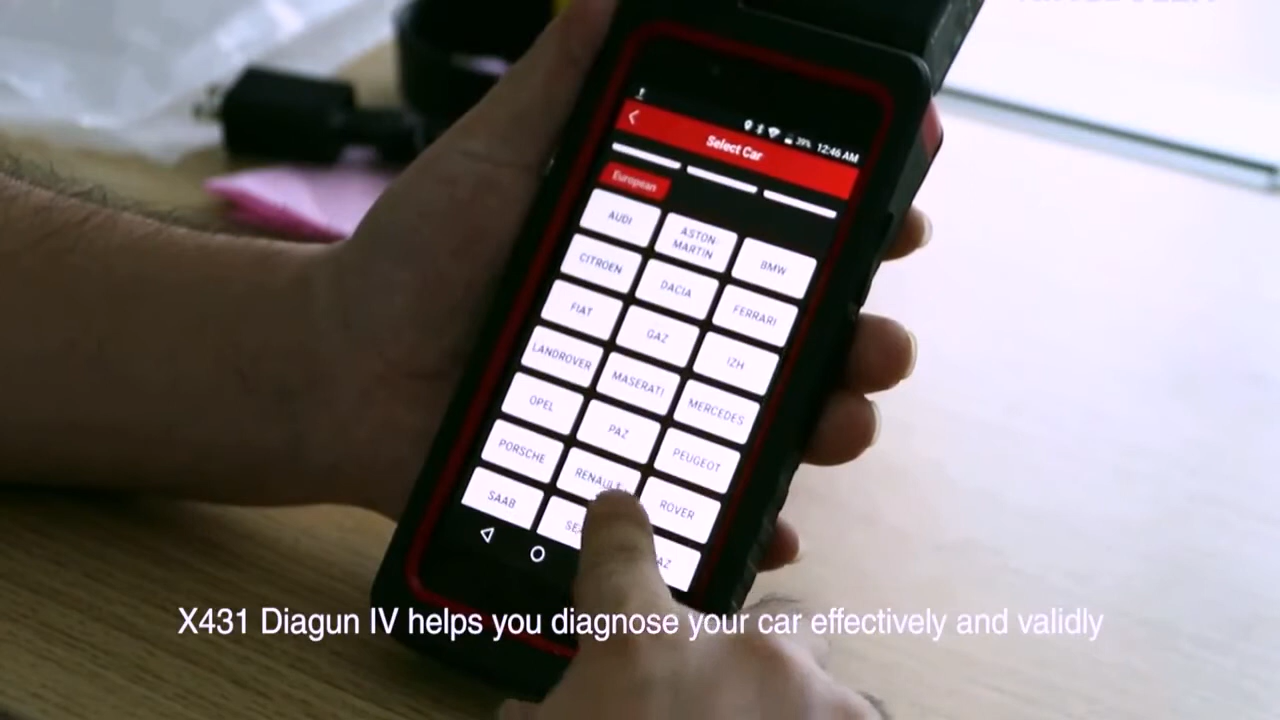 39% 12:46 AM
Select Car
European
AUDI
ASTON-
MARTIN
BMW
CITROEN
DACIA
FERRARI
FIAT
GAZ
IZH
LANDROVER
MASERATI
MERCEDES
OPEL
PAZ
PEUGEOT
PORSCHE
RENAULT
ROVER
SAAB
X431 Diagun IV helps you diagnose your car effectively and validly